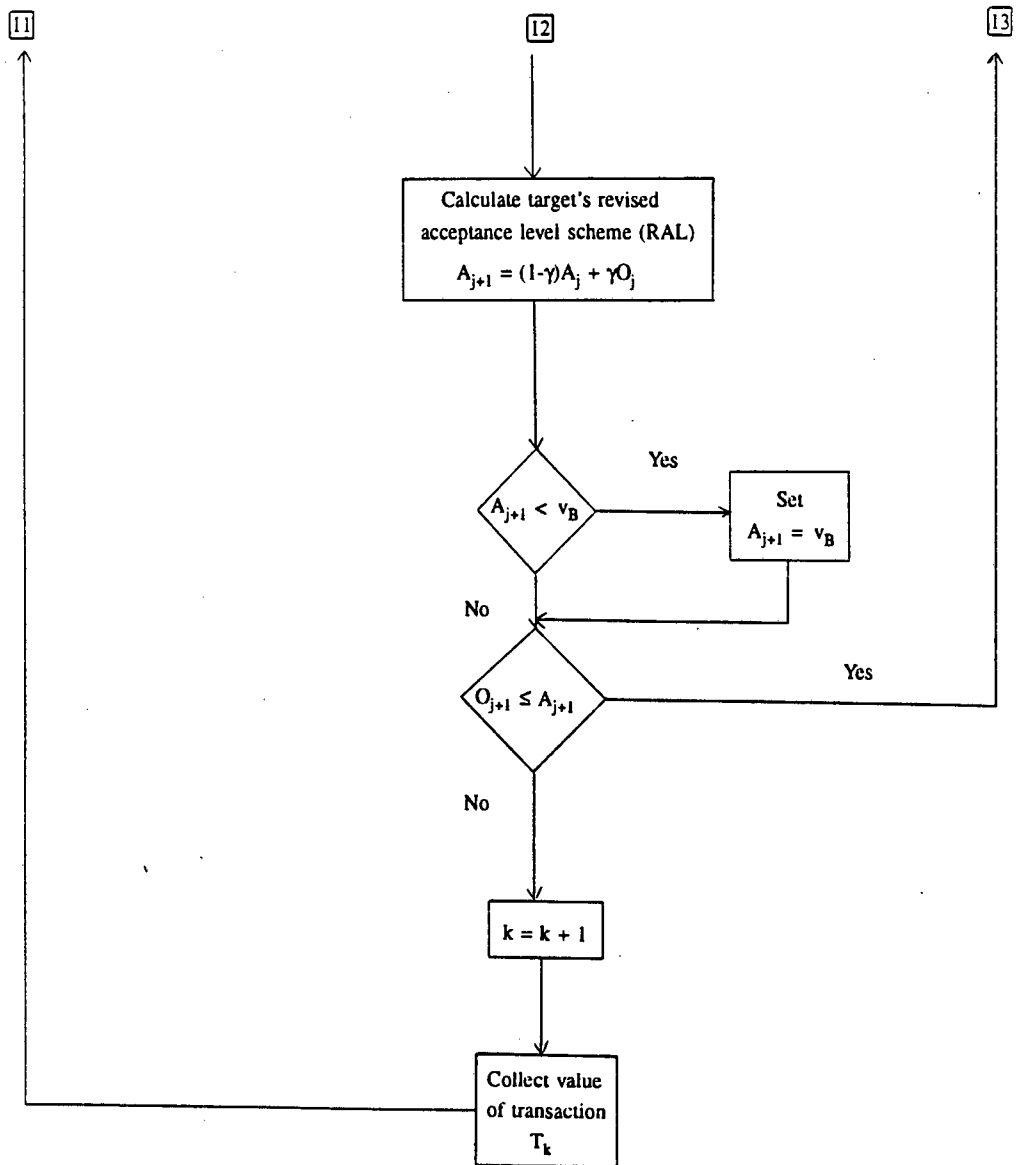 11
12
13
Calculate target's revised
acceptance level scheme (RAL)
A_{j+1} = (1-γ)A_j + γO_j
Yes
A_{j+1} < v_B
Set
A_{j+1} = v_B
No
Yes
O_{j+1} ≤ A_{j+1}
No
k = k + 1
Collect value
of transaction
T_k